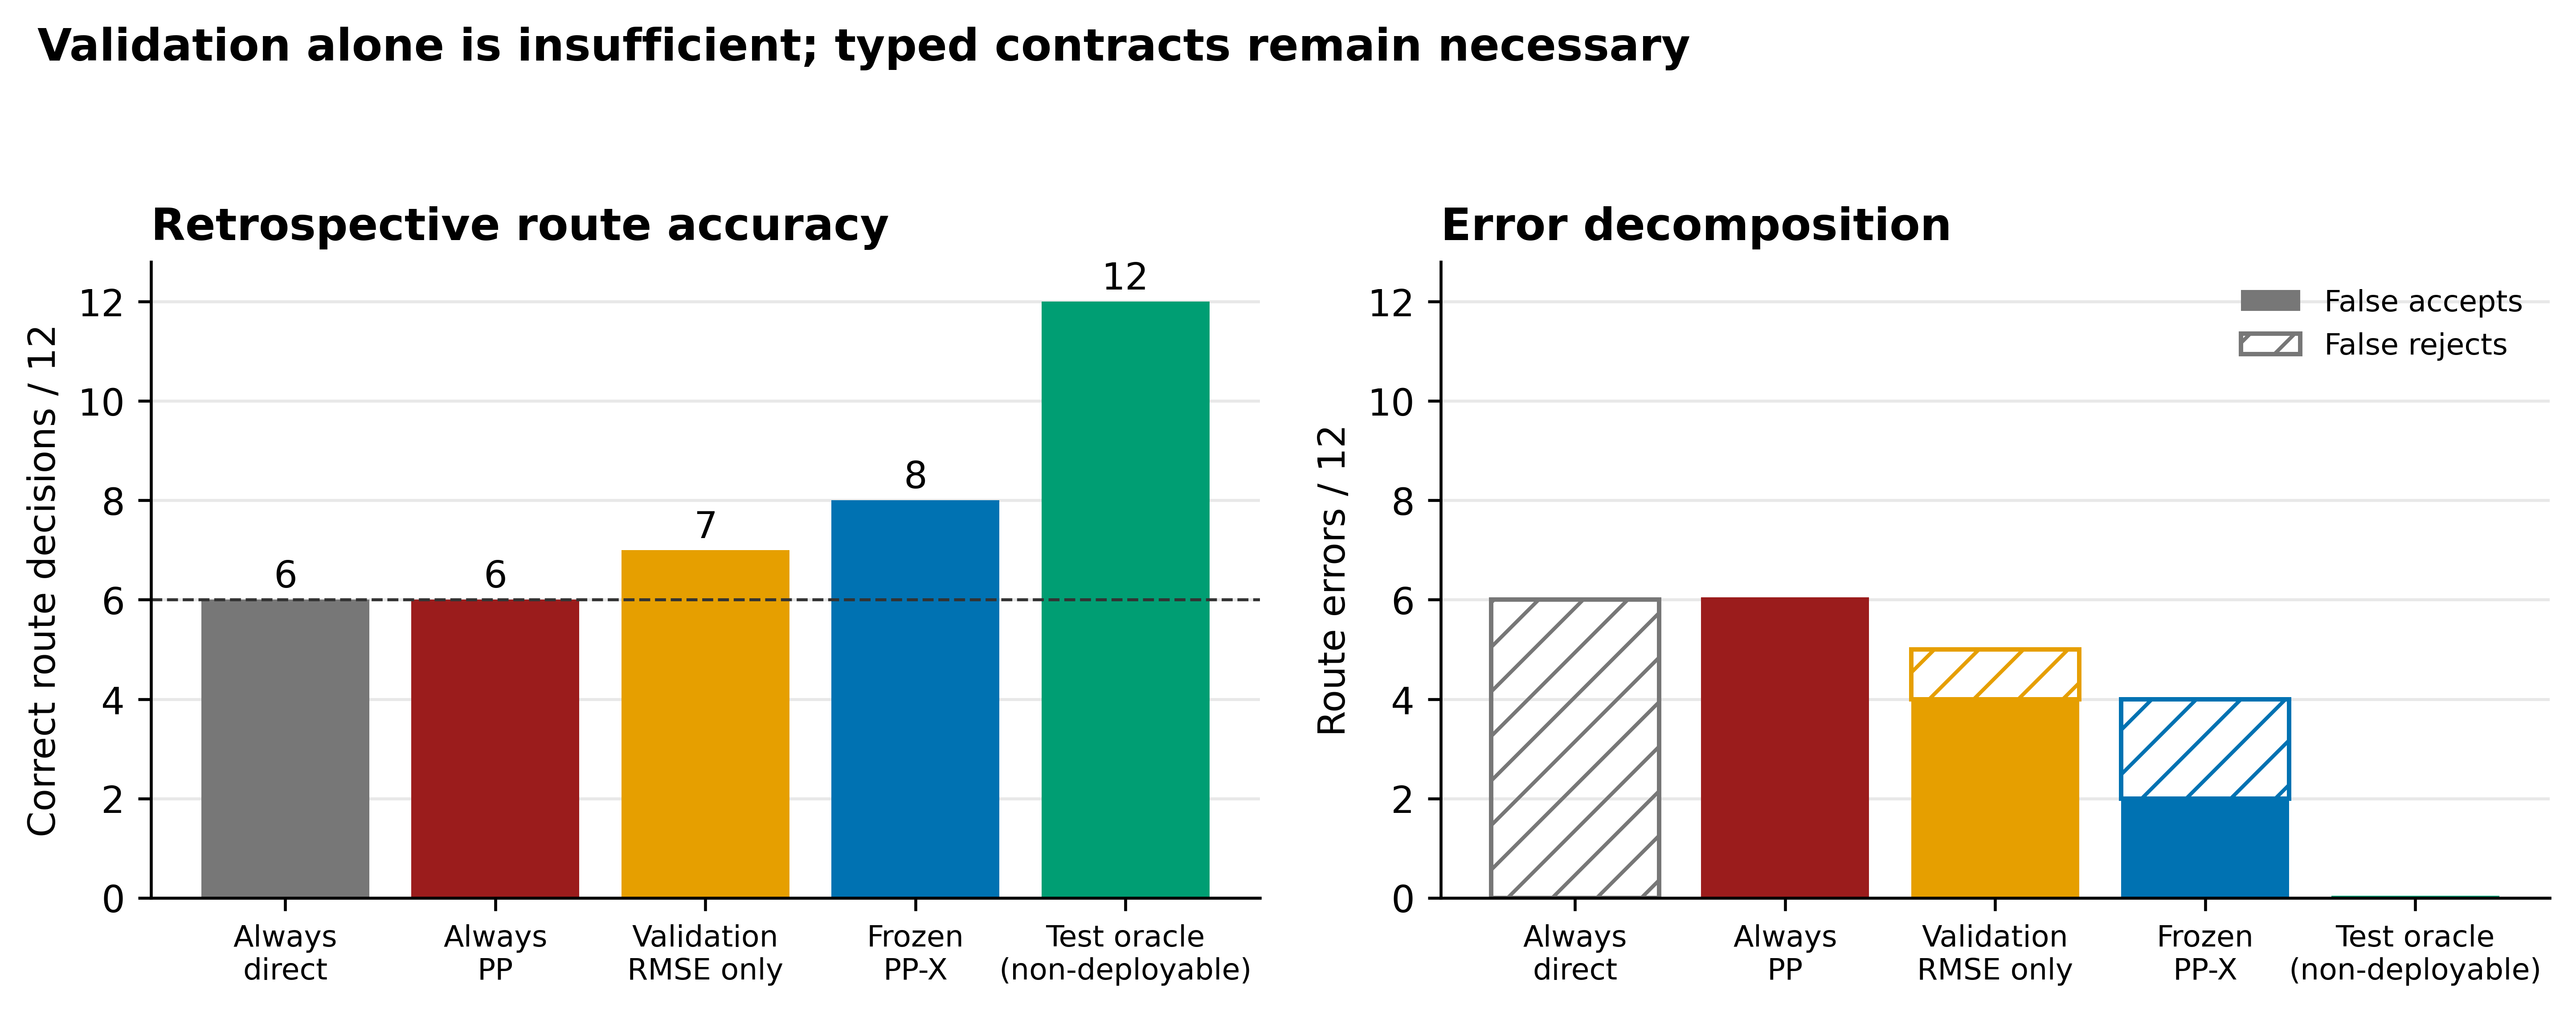 Validation alone is insufficient; typed contracts remain necessary
Retrospective route accuracy
Correct route decisions / 12
12
10
8
6
4
2
0
6
6
7
8
12
Always
direct
Always
PP
Validation
RMSE only
Frozen
PP-X
Test oracle
(non-deployable)
Error decomposition
Route errors / 12
12
10
8
6
4
2
0
False accepts
False rejects
Always
direct
Always
PP
Validation
RMSE only
Frozen
PP-X
Test oracle
(non-deployable)